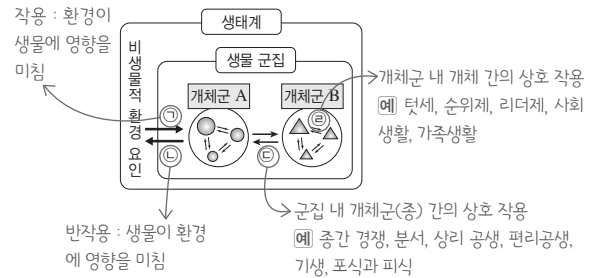 작용 : 환경이
생물에 영향을
미침
생태계
비생물적 환경 요인
생물 군집
개체군 A
개체군 B
㉠
㉡
㉢
㉣
개체군 내 개체 간의 상호 작용
예 텃세, 순위제, 리더제, 사회
생활, 가족생활
반작용 : 생물이 환경
에 영향을 미침
군집 내 개체군(종) 간의 상호 작용
예 종간 경쟁, 분서, 상리 공생, 편리공생,
기생, 포식과 피식